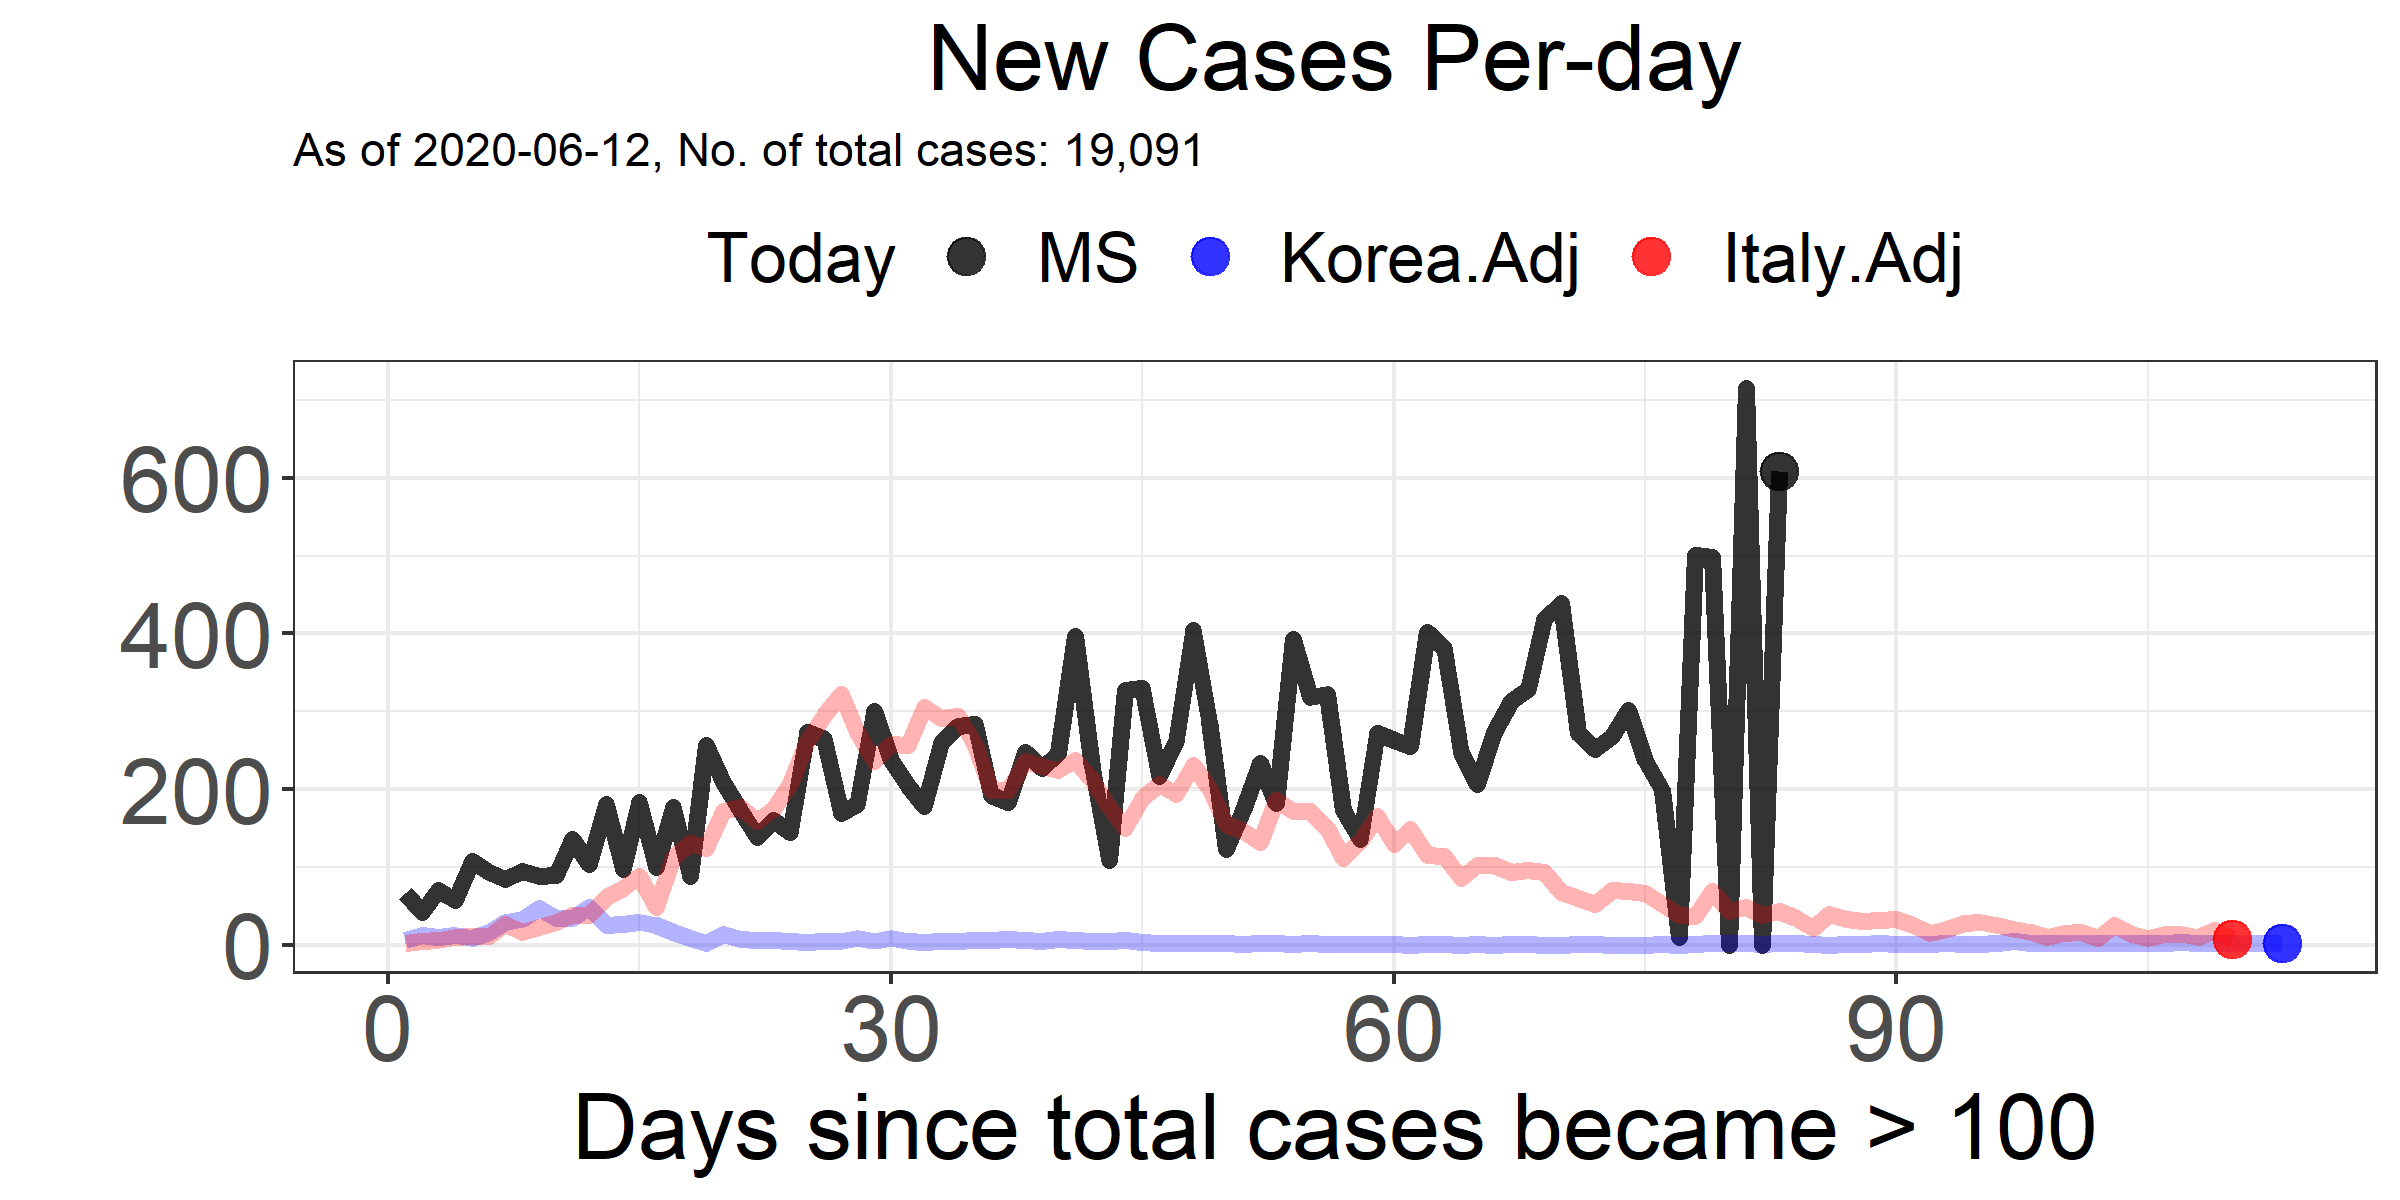 New Cases Per-day
As of 2020-06-12, No. of total cases: 19,091
Today MS Korea.Adj Italy.Adj
600
400
200
0
0 30 60 90
Days since total cases became > 100